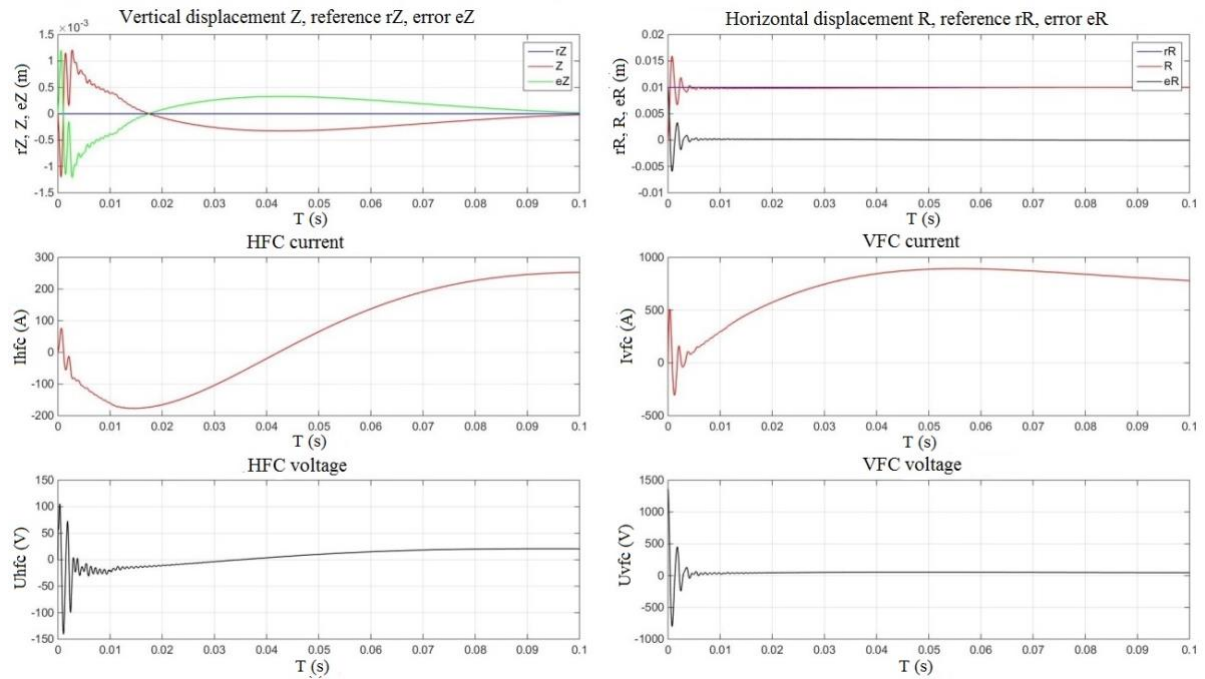 Vertical displacement Z, reference rZ, error eZ
×10⁻³
rZ, Z, eZ (m)
1.5
1
0.5
0
-0.5
-1
-1.5
rZ
Z
eZ
0 0.01 0.02 0.03 0.04 0.05 0.06 0.07 0.08 0.09 0.1
T (s)
Horizontal displacement R, reference rR, error eR
rR, R, eR (m)
0.02
0.015
0.01
0.005
0
-0.005
-0.01
rR
R
eR
0 0.01 0.02 0.03 0.04 0.05 0.06 0.07 0.08 0.09 0.1
T (s)
HFC current
Ihfc (A)
300
200
100
0
-100
-200
0 0.01 0.02 0.03 0.04 0.05 0.06 0.07 0.08 0.09 0.1
T (s)
VFC current
Ivfc (A)
1000
500
0
-500
0 0.01 0.02 0.03 0.04 0.05 0.06 0.07 0.08 0.09 0.1
T (s)
HFC voltage
Uhfc (V)
150
100
50
0
-50
-100
-150
0 0.01 0.02 0.03 0.04 0.05 0.06 0.07 0.08 0.09 0.1
T (s)
VFC voltage
Uvfc (V)
1500
1000
500
0
-500
-1000
0 0.01 0.02 0.03 0.04 0.05 0.06 0.07 0.08 0.09 0.1
T (s)